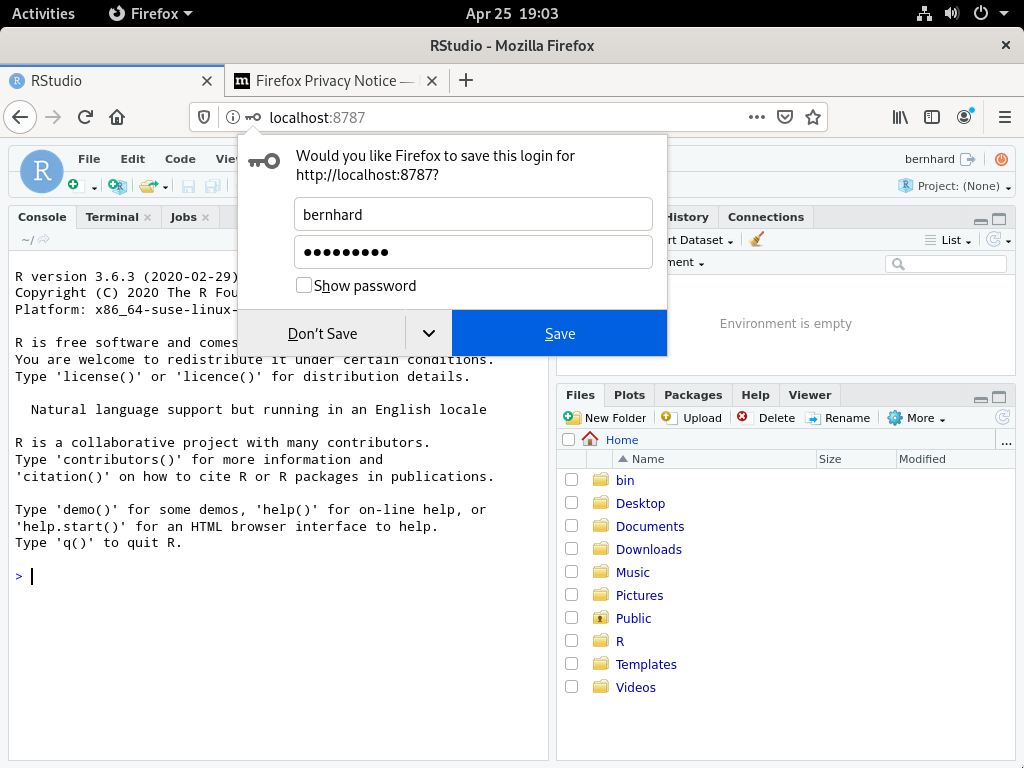 Activities
Firefox
Apr 25 19:03
RStudio - Mozilla Firefox
RStudio
Firefox Privacy Notice —
localhost:8787
Would you like Firefox to save this login for
http://localhost:8787?
bernhard
●●●●●●●●●
Show password
Don't Save
Save
R
File
Edit
Code
bernhard
Project: (None)
Console
Terminal
Jobs
~/
R version 3.6.3 (2020-02-29)
Copyright (C) 2020 The R
Platform: x86_64-suse-linux-
R is free software and comes
You are welcome to redistribute it under certain conditions.
Type 'license()' or 'licence()' for distribution details.
Natural language support but running in an English locale
R is a collaborative project with many contributors.
Type 'contributors()' for more information and
'citation()' on how to cite R or R packages in publications.
Type 'demo()' for some demos, 'help()' for on-line help, or
'help.start()' for an HTML browser interface to help.
Type 'q()' to quit R.
>
History
Connections
Dataset
List
Environment is empty
Files
Plots
Packages
Help
Viewer
New Folder
Upload
Delete
Rename
More
Home
...
Name
Size
Modified
bin
Desktop
Documents
Downloads
Music
Pictures
Public
R
Templates
Videos